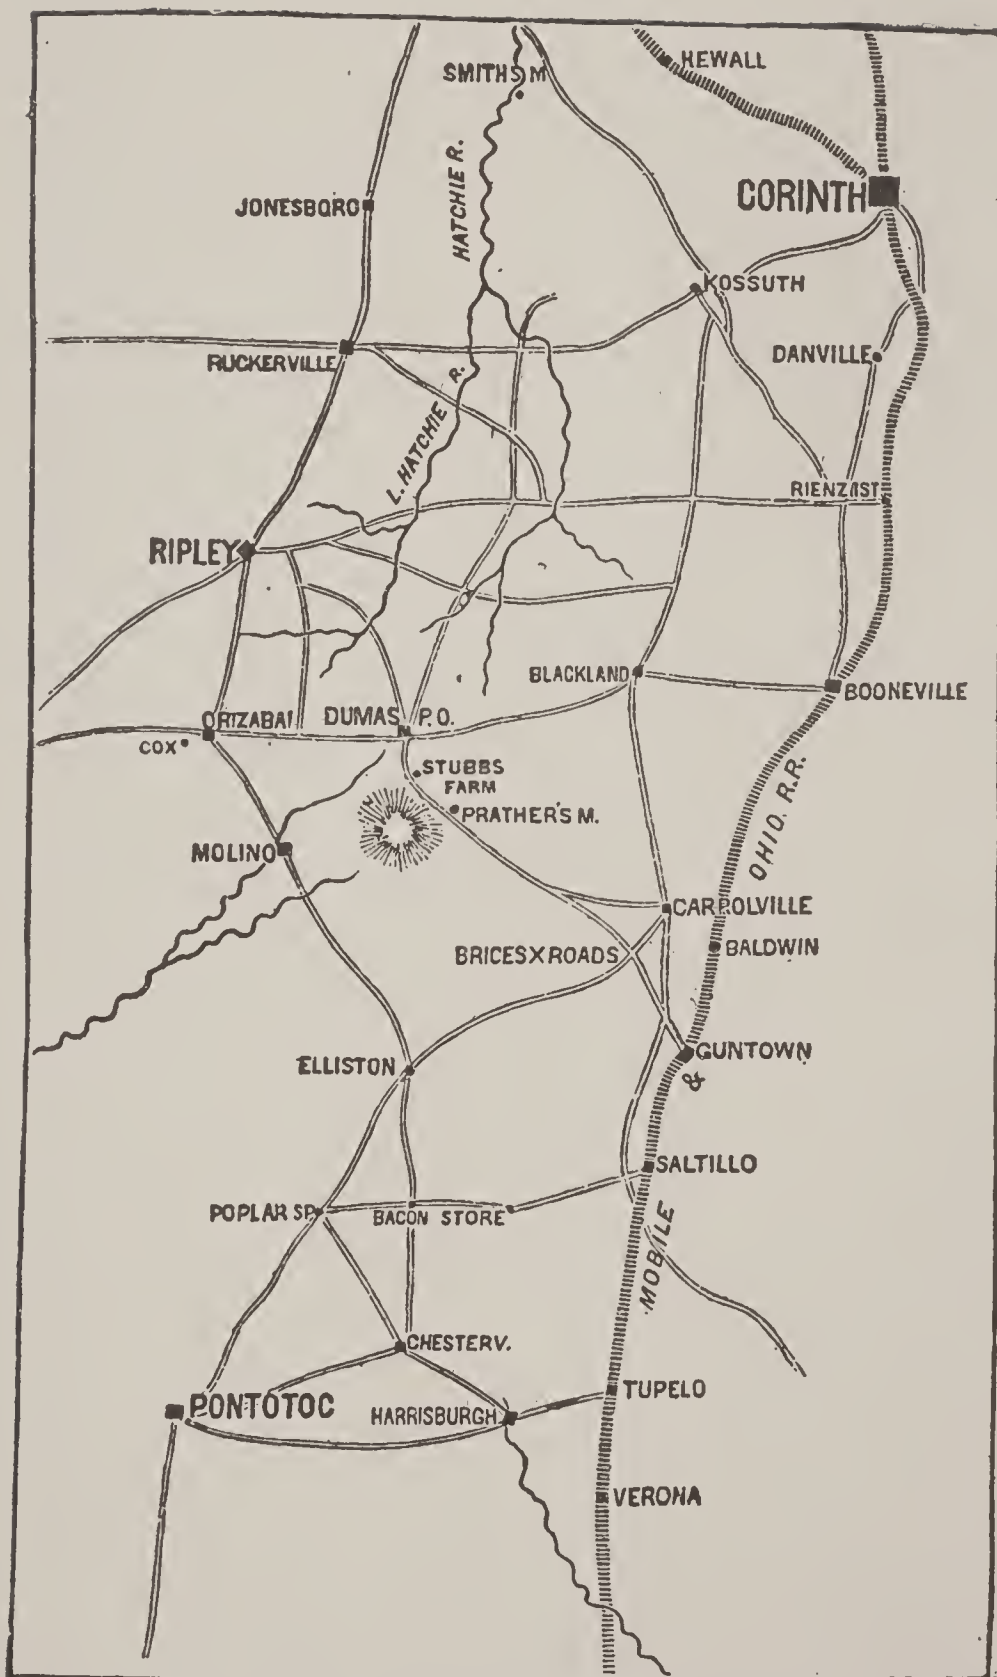 HEWALL
SMITHS M
HATCHIE R.
CORINTH
JONESBORO
KOSSUTH
DANVILLE
RUCKERVILLE
L. HATCHIE R.
RIENZI ST
RIPLEY
BLACKLAND
BOONEVILLE
ORIZABA
DUMAS P.O.
COX
STUBBS
FARM
PRATHER'S M.
MOLINO
OHIO. R.R.
CARROLVILLE
BALDWIN
BRICES X ROADS
GUNTOWN
&
ELLISTON
SALTILLO
POPLAR SP.
BACON STORE
MOBILE
CHESTERV.
TUPELO
PONTOTOC
HARRISBURGH
VERONA